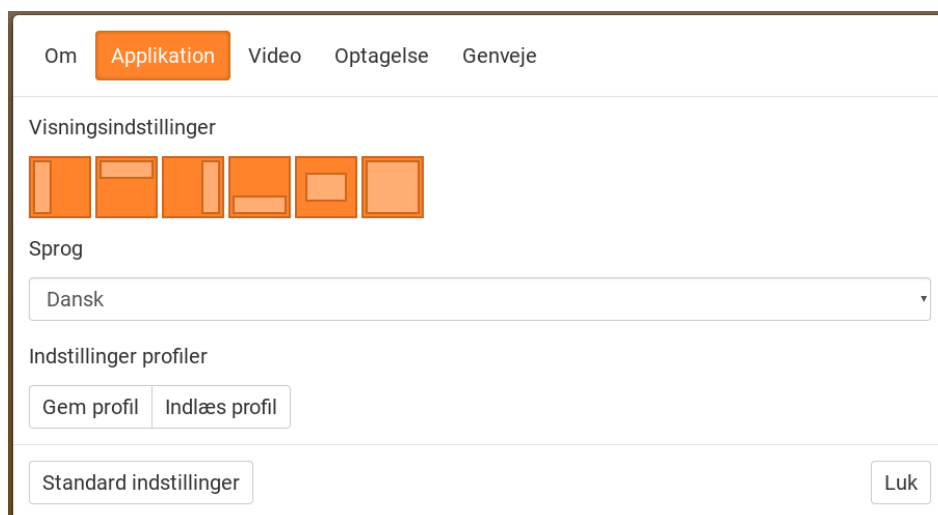 Om Applikation Video Optagelse Genveje
Visningsindstillinger
Sprog
Dansk
Indstillinger profiler
Gem profil Indlæs profil
Standard indstillinger Luk